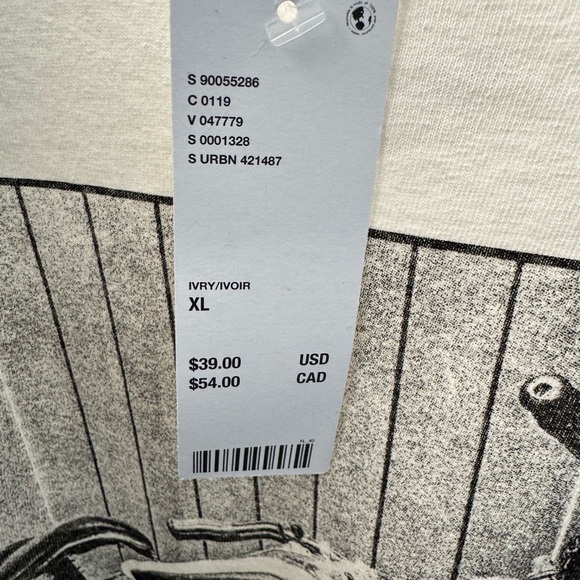 S 90055286
C 0119
V 047779
S 0001328
S URBN 421487
IVRY/IVOIR
XL
$39.00 USD
$54.00 CAD